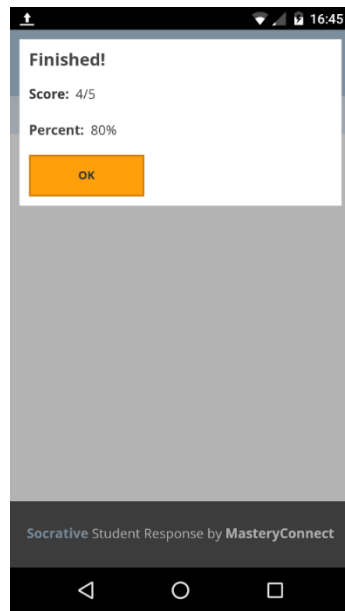 16:45
Finished!
Score: 4/5
Percent: 80%
OK
Socrative Student Response by MasteryConnect